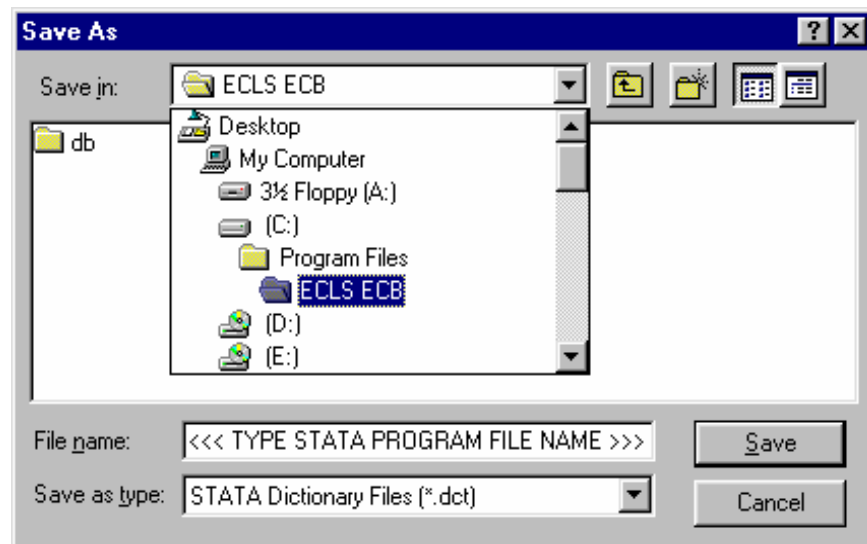 Save As
Save in: ECLS ECB
Desktop
db
My Computer
3½ Floppy (A:)
(C:)
Program Files
ECLS ECB
(D:)
(E:)
File name: <<< TYPE STATA PROGRAM FILE NAME >>> Save
Save as type: STATA Dictionary Files (*.dct) Cancel